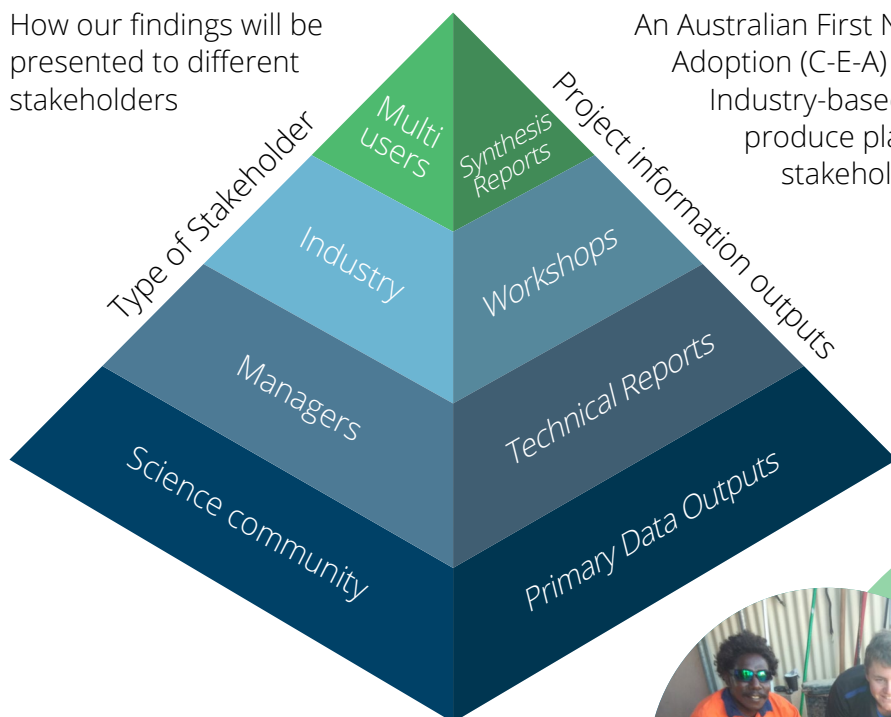 How our findings will be
presented to different
stakeholders
An Australian First N
Adoption (C-E-A)
Industry-based
produce pla
stakehol
Type of Stakeholder
Project information outputs
Multi
users
Synthesis
Reports
Industry
Workshops
Managers
Technical Reports
Science community
Primary Data Outputs